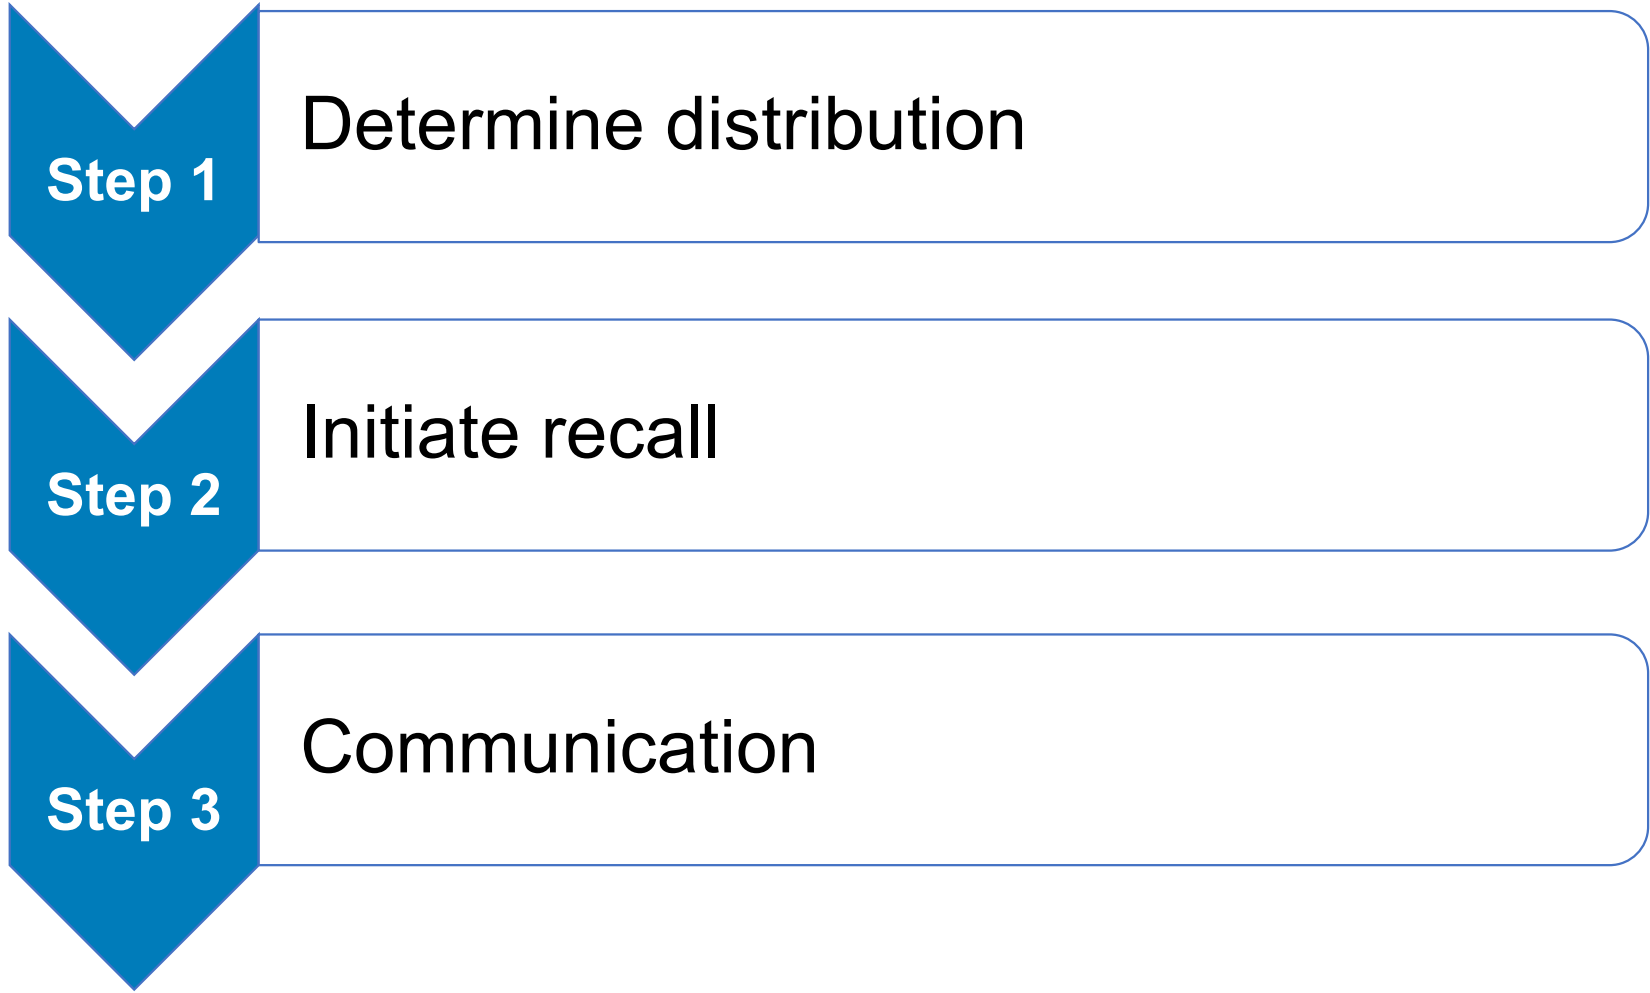 Step 1
Determine distribution
Step 2
Initiate recall
Step 3
Communication